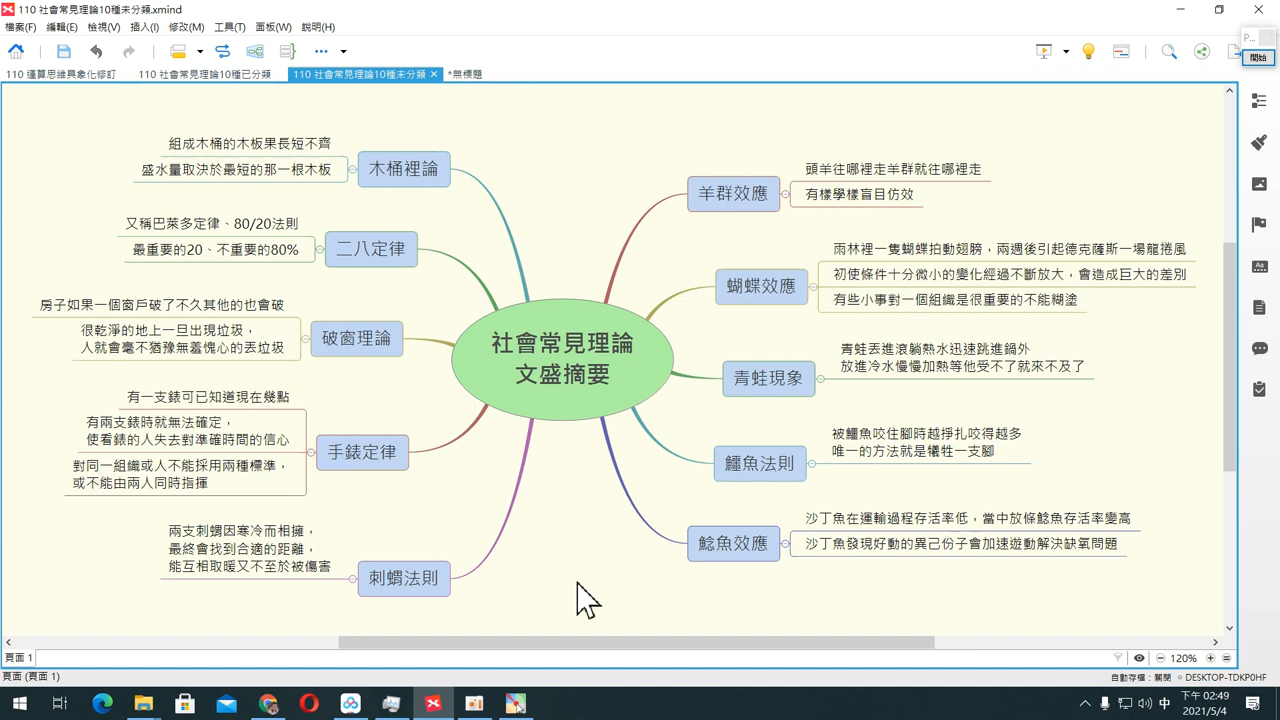 110 社會常見理論10種未分類.xmind
檔案(F) 編輯(E) 檢視(V) 插入(I) 修改(M) 工具(T) 面板(W) 說明(H)
P...
開始
110 運算思維具象化修訂 110 社會常見理論10種已分類 110 社會常見理論10種未分類 *無標題
社會常見理論
文盛摘要
木桶裡論
組成木桶的木板果長短不齊
盛水量取決於最短的那一根木板
二八定律
又稱巴萊多定律、80/20法則
最重要的20、不重要的80%
破窗理論
房子如果一個窗戶破了不久其他的也會破
很乾淨的地上一旦出現垃圾，
人就會毫不猶豫無羞愧心的丟垃圾
手錶定律
有一支錶可已知道現在幾點
有兩支錶時就無法確定，
使看錶的人失去對準確時間的信心
對同一組織或人不能採用兩種標準，
或不能由兩人同時指揮
刺蝟法則
兩支刺蝟因寒冷而相擁，
最終會找到合適的距離，
能互相取暖又不至於被傷害
羊群效應
頭羊往哪裡走羊群就往哪裡走
有樣學樣盲目仿效
蝴蝶效應
雨林裡一隻蝴蝶拍動翅膀，兩週後引起德克薩斯一場龍捲風
初使條件十分微小的變化經過不斷放大，會造成巨大的差別
有些小事對一個組織是很重要的不能糊塗
青蛙現象
青蛙丟進滾躺熱水迅速跳進鍋外
放進冷水慢慢加熱等他受不了就來不及了
鱷魚法則
被鱷魚咬住腳時越掙扎咬得越多
唯一的方法就是犧牲一支腳
鯰魚效應
沙丁魚在運輸過程存活率低，當中放條鯰魚存活率變高
沙丁魚發現好動的異己份子會加速遊動解決缺氧問題
頁面 1
120%
頁面 (頁面 1)
自動存檔：關閉 DESKTOP-TDKP0HF
中
下午 02:49
2021/5/4